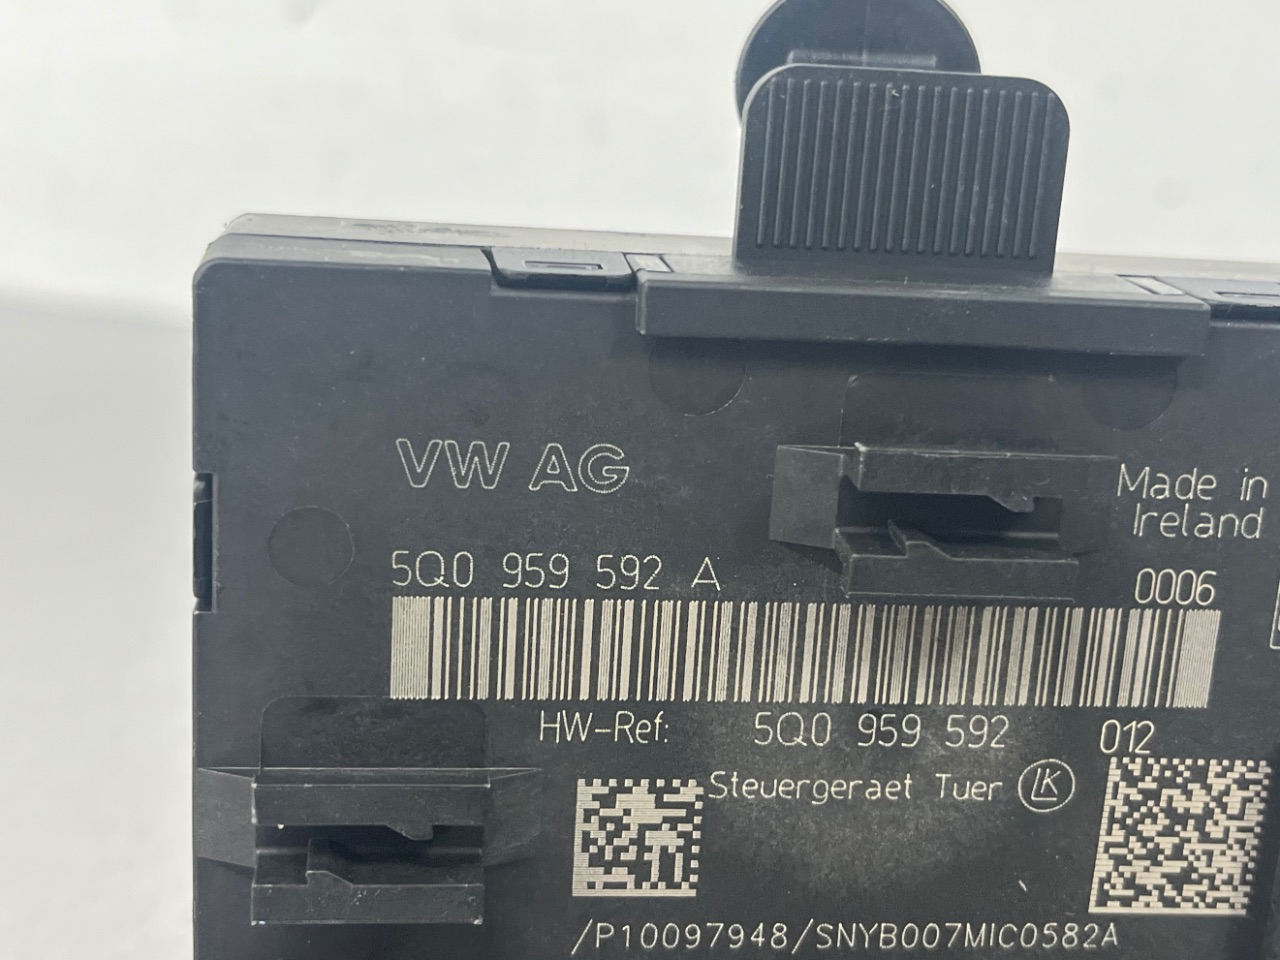 VW AG
Made in
Ireland
5Q0 959 592 A
0006
HW-Ref: 5Q0 959 592 012
Steuergeraet Tuer LK
/P10097948/SNYB007MIC0582A